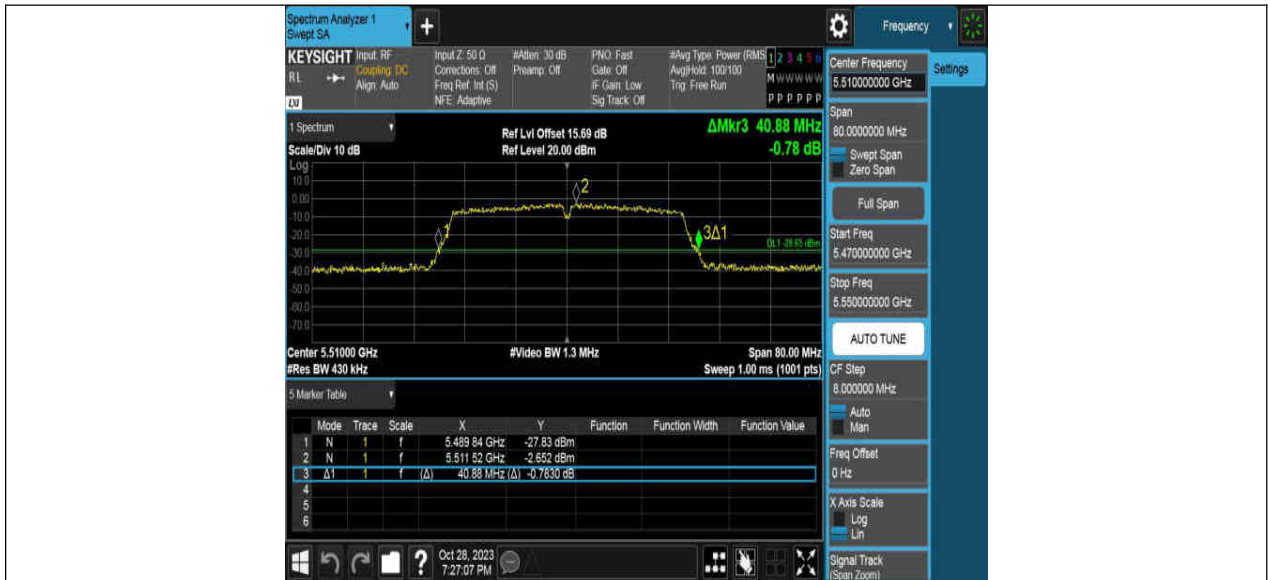 Spectrum Analyzer 1
Swept SA
+
Frequency
KEYSIGHT
RL
LXI
Input: RF
Coupling: DC
Align: Auto
Input Z: 50 Ω
Corrections: Off
Freq Ref: Int (S)
NFE: Adaptive
#Atten: 30 dB
Preamp: Off
PNO: Fast
Gate: Off
IF Gain: Low
Sig Track: Off
#Avg Type: Power (RMS
Avg|Hold: 100/100
Trig: Free Run
1 2 3 4 5 6
M W W W W W
P P P P P P
Center Frequency
5.510000000 GHz
Settings
Span
80.0000000 MHz
Swept Span
Zero Span
Full Span
Start Freq
5.470000000 GHz
Stop Freq
5.550000000 GHz
AUTO TUNE
CF Step
8.000000 MHz
Auto
Man
Freq Offset
0 Hz
X Axis Scale
Log
Lin
Signal Track
(Span Zoom)
1 Spectrum
Scale/Div 10 dB
Ref Lvl Offset 15.69 dB
Ref Level 20.00 dBm
ΔMkr3 40.88 MHz
-0.78 dB
Log
10.0
0.00
-10.0
-20.0
-30.0
-40.0
-50.0
-60.0
-70.0
1
2
3Δ1
DL1 -28.65 dBm
Center 5.51000 GHz
#Video BW 1.3 MHz
Span 80.00 MHz
#Res BW 430 kHz
Sweep 1.00 ms (1001 pts)
5 Marker Table
Mode Trace Scale X Y Function Function Width Function Value
1 N 1 f 5.489 84 GHz -27.83 dBm
2 N 1 f 5.511 52 GHz -2.652 dBm
3 Δ1 1 f (Δ) 40.88 MHz (Δ) -0.7830 dB
4
5
6
?
Oct 28, 2023
7:27:07 PM